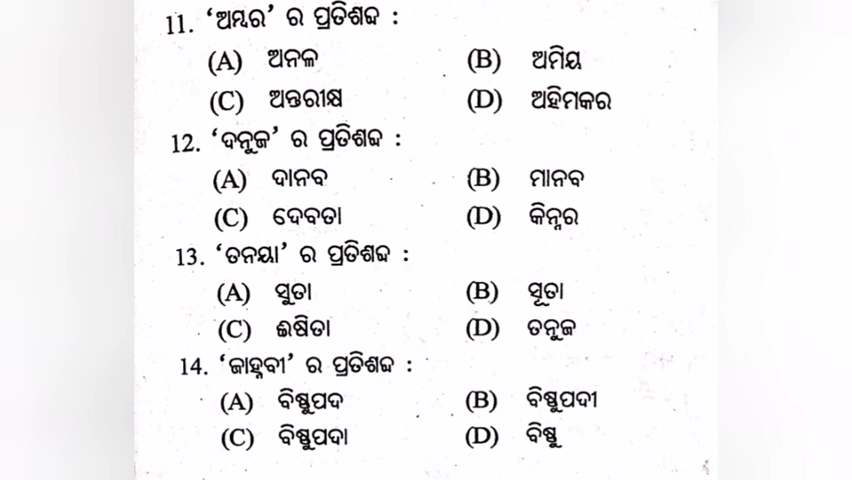 11. ‘ଅମ୍ବର’ ର ପ୍ରତିଶବ୍ଦ :
(A) ଅନଳ (B) ଅମିୟ
(C) ଅନ୍ତରୀକ୍ଷ (D) ଅହିମକର
12. ‘ଦନୁଜ’ ର ପ୍ରତିଶବ୍ଦ :
(A) ଦାନବ (B) ମାନବ
(C) ଦେବତା (D) କିନ୍ନର
13. ‘ତନୟା’ ର ପ୍ରତିଶବ୍ଦ :
(A) ସୁତା (B) ସୂତା
(C) ଈଷିତା (D) ତନୁଜ
14. ‘ଜାହ୍ନବୀ’ ର ପ୍ରତିଶବ୍ଦ :
(A) ବିଷ୍ଣୁପଦ (B) ବିଷ୍ଣୁପଦୀ
(C) ବିଷ୍ଣୁପଦା (D) ବିଷ୍ଣୁ